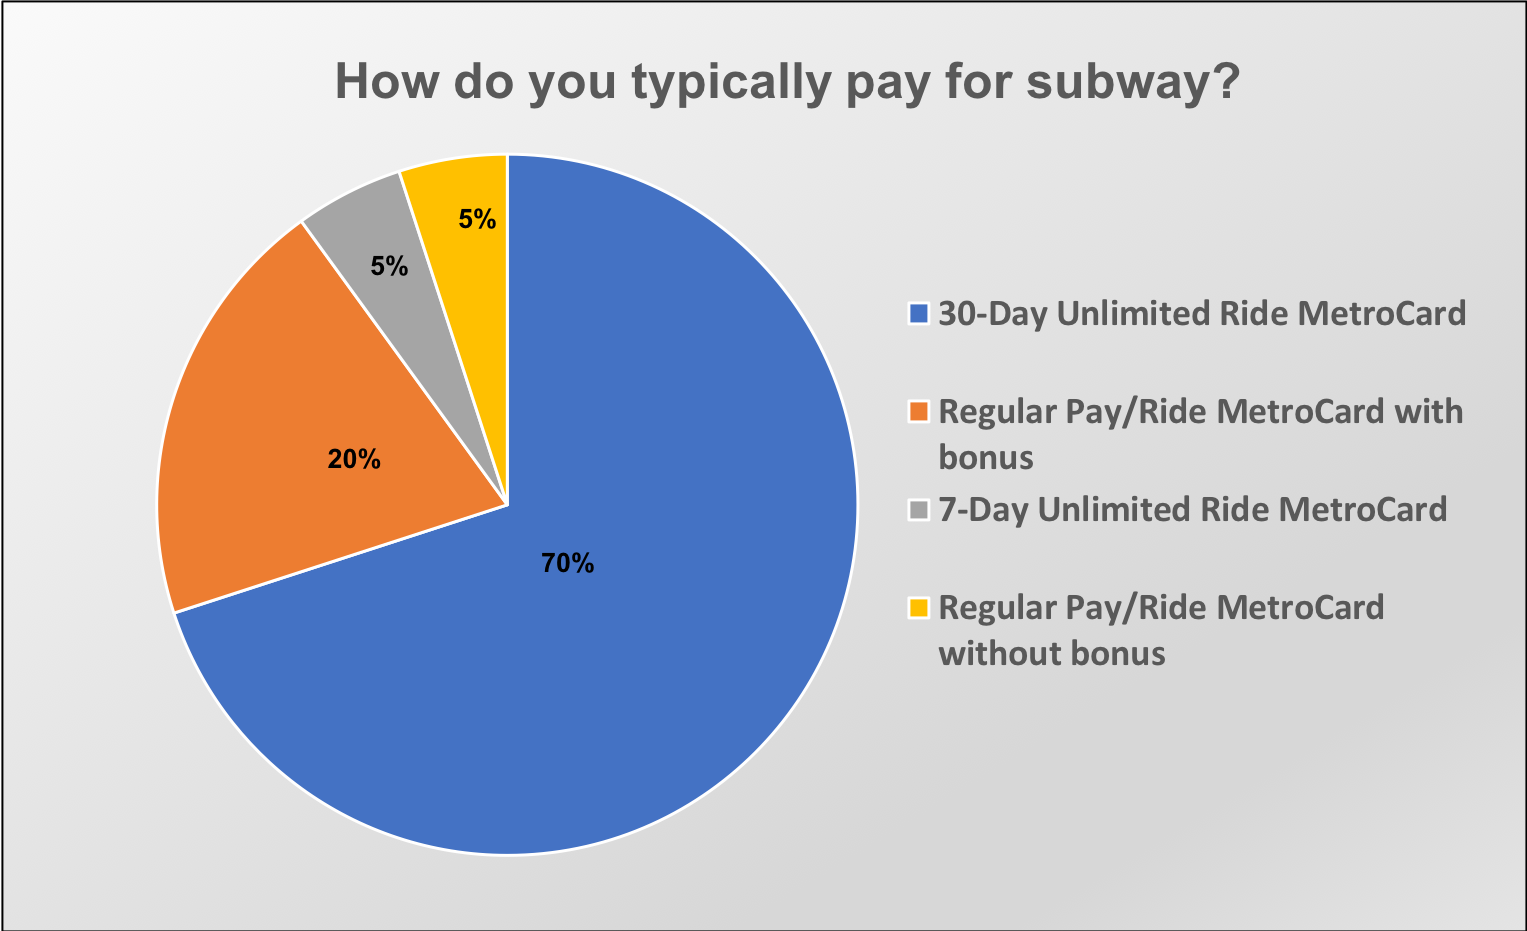 How do you typically pay for subway?
5%
5%
20%
70%
30-Day Unlimited Ride MetroCard
Regular Pay/Ride MetroCard with
bonus
7-Day Unlimited Ride MetroCard
Regular Pay/Ride MetroCard
without bonus